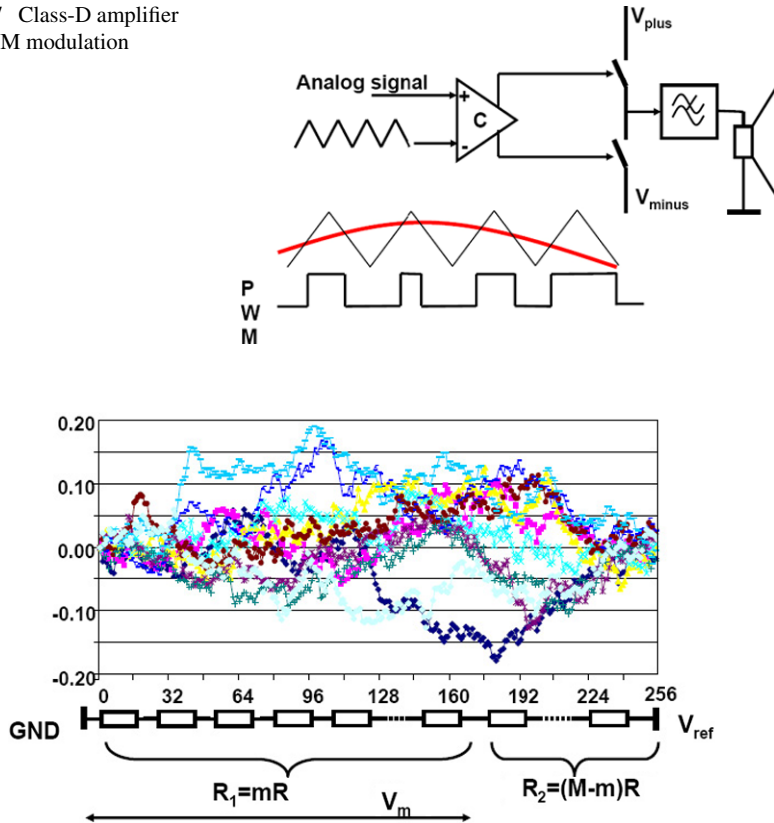 Class-D amplifier
M modulation
V_plus
Analog signal
+
C
-
V_minus
P
W
M
0.20
0.10
0.00
-0.10
-0.20
0 32 64 96 128 160 192 224 256
GND
V_ref
R_1=mR
R_2=(M-m)R
V_m